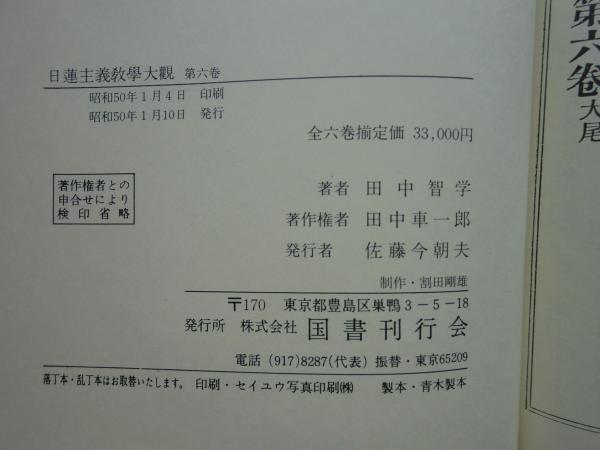 日蓮主義教學大觀 第六卷
昭和50年1月4日 印刷
昭和50年1月10日 発行
全六巻揃定価 33,000円
著作権者との
申合せにより
検印省略
著者 田中智学
著作権者 田中車一郎
発行者 佐藤今朝夫
制作・割田剛雄
〒170 東京都豊島区巣鴨3-5-18
発行所 株式会社 国書刊行会
電話 (917)8287(代表) 振替・東京65209
落丁本・乱丁本はお取替いたします。 印刷・セイユウ写真印刷㈱ 製本・青木製本
第六卷 大尾